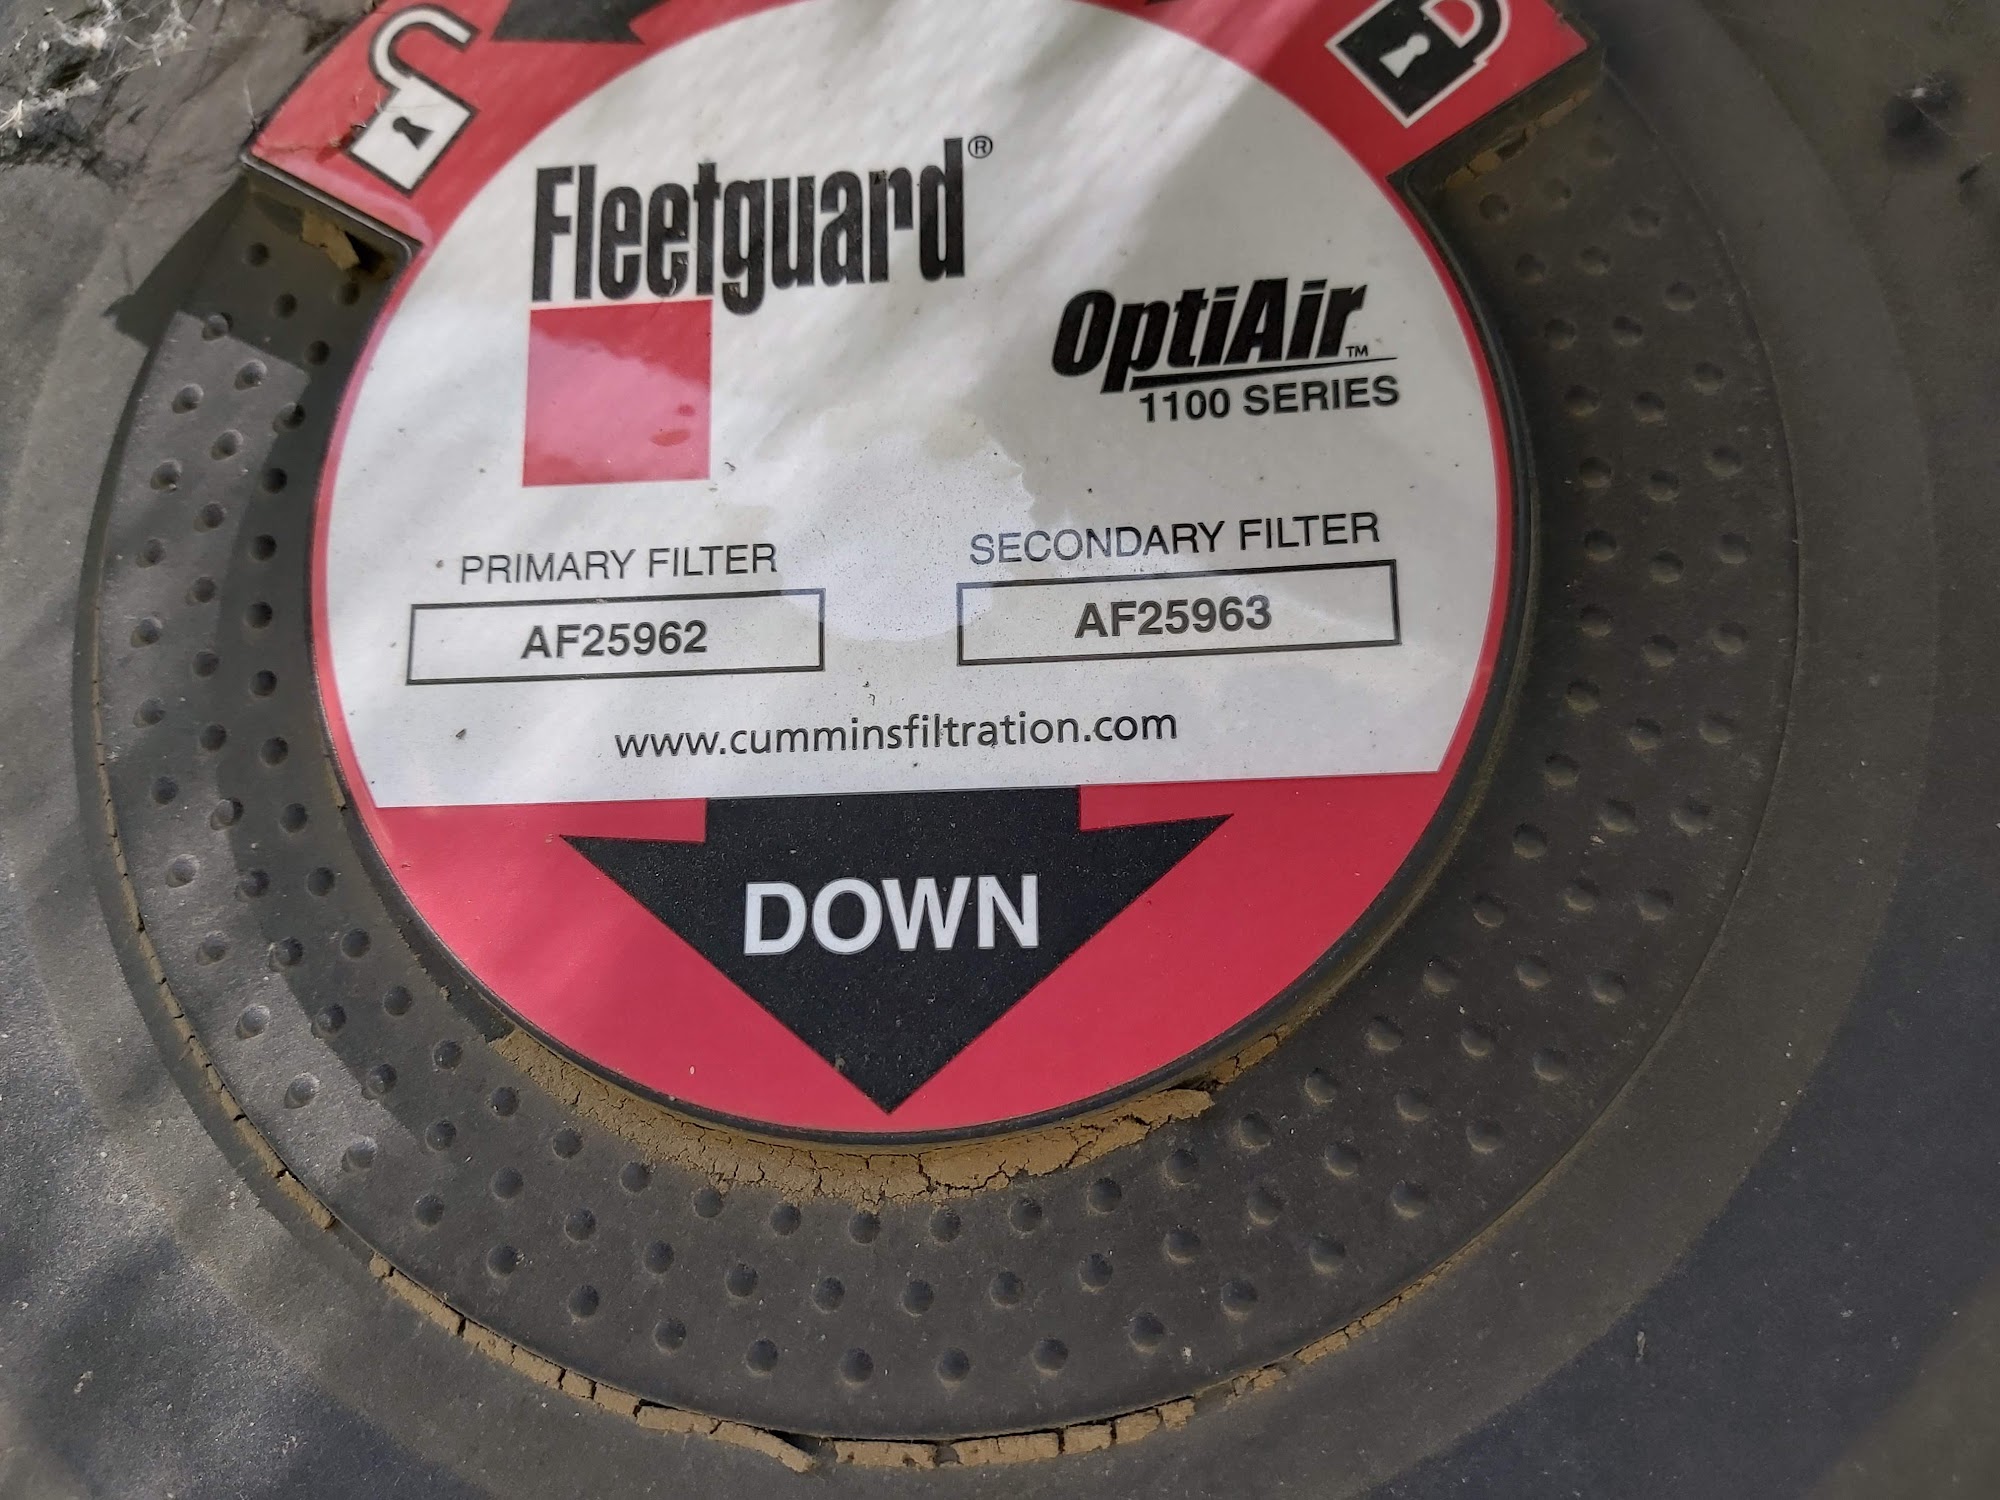 Fleetguard®
OptiAir™
1100 SERIES
PRIMARY FILTER
SECONDARY FILTER
AF25962
AF25963
www.cumminsfiltration.com
DOWN